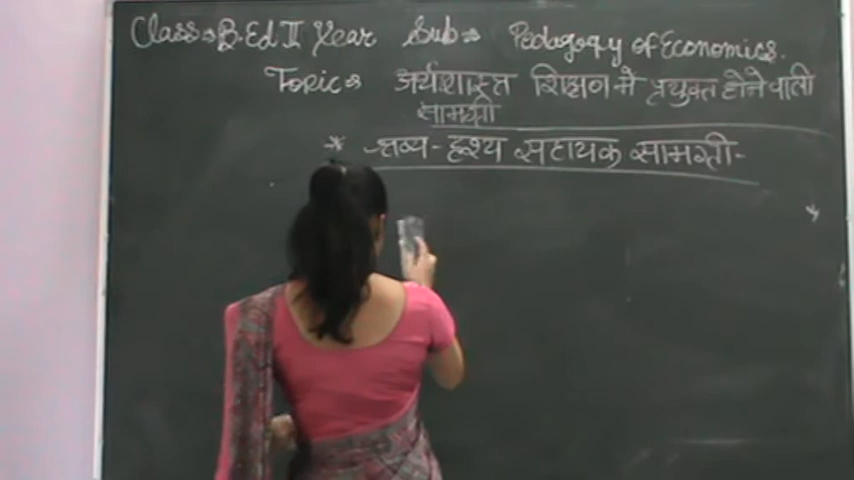 Class⇒ B.Ed II Year Sub⇒ Pedagogy of Economics.
Topic⇒ अर्थशास्त्र शिक्षण में प्रयुक्त होने वाली
सामग्री
* श्रव्य-दृश्य सहायक सामग्री-